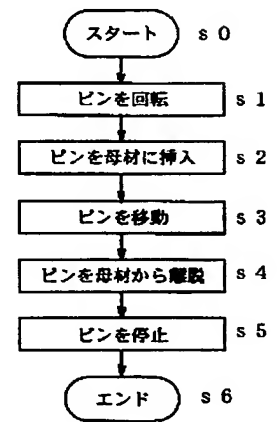 スタート s 0
ピンを回転 s 1
ピンを母材に挿入 s 2
ピンを移動 s 3
ピンを母材から離脱 s 4
ピンを停止 s 5
エンド s 6